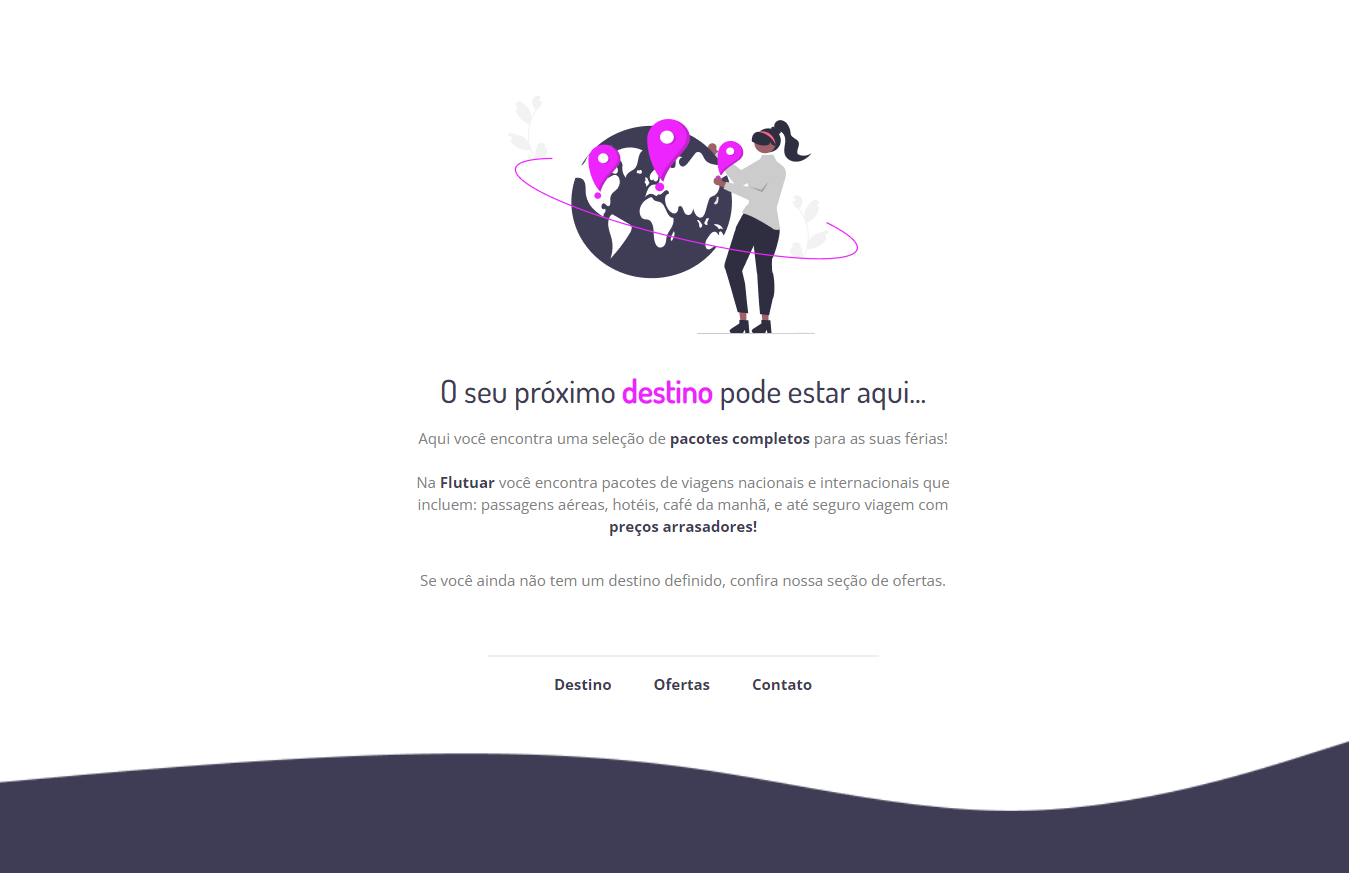 O seu próximo destino pode estar aqui...
Aqui você encontra uma seleção de pacotes completos para as suas férias!
Na Flutuar você encontra pacotes de viagens nacionais e internacionais que
incluem: passagens aéreas, hotéis, café da manhã, e até seguro viagem com
preços arrasadores!
Se você ainda não tem um destino definido, confira nossa seção de ofertas.
Destino Ofertas Contato